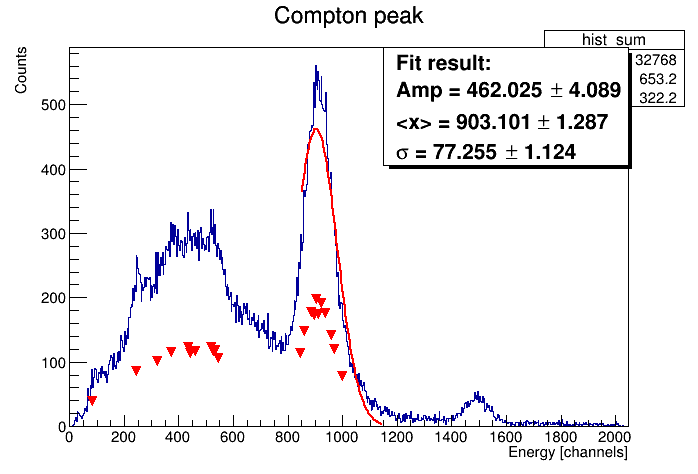 Compton peak
hist_sum
32768
653.2
322.2
Fit result:
Amp = 462.025 ± 4.089
<x> = 903.101 ± 1.287
σ = 77.255 ± 1.124
Counts
500
400
300
200
100
0
0 200 400 600 800 1000 1200 1400 1600 1800 2000
Energy [channels]